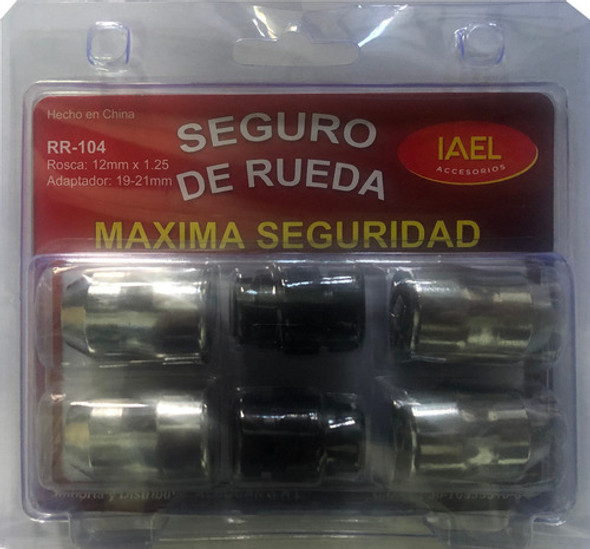 Hecho en China
RR-104
Rosca: 12mm x 1.25
Adaptador: 19-21mm
SEGURO
DE RUEDA
IAEL
ACCESORIOS
MAXIMA SEGURIDAD